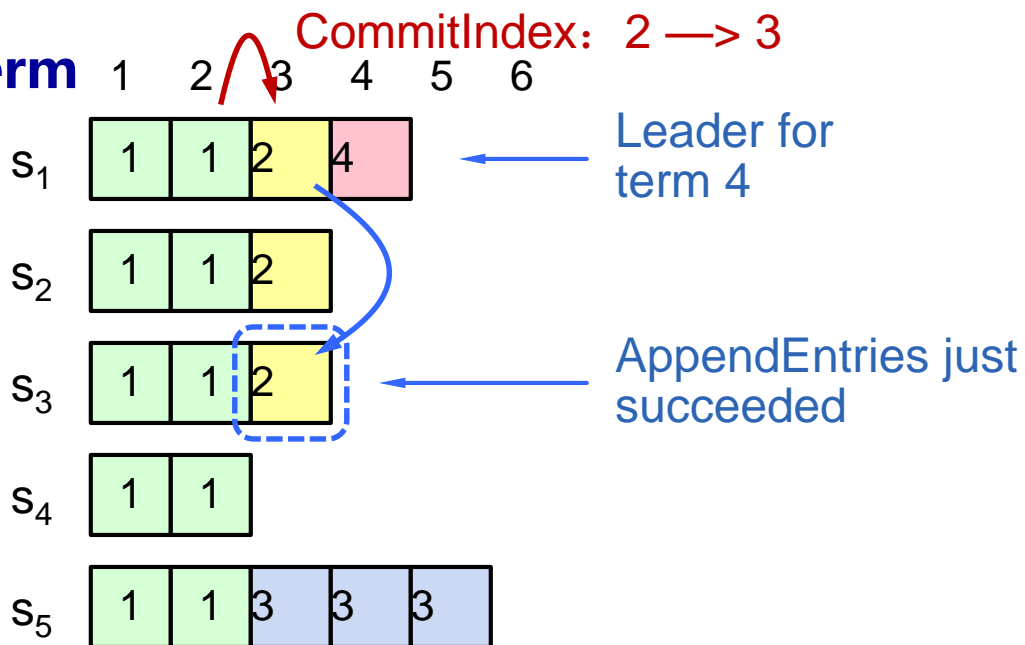 CommitIndex： 2 —> 3
erm 1 2 3 4 5 6
s1 1 1 2 4
Leader for
term 4
s2 1 1 2
s3 1 1 2
AppendEntries just
succeeded
s4 1 1
s5 1 1 3 3 3